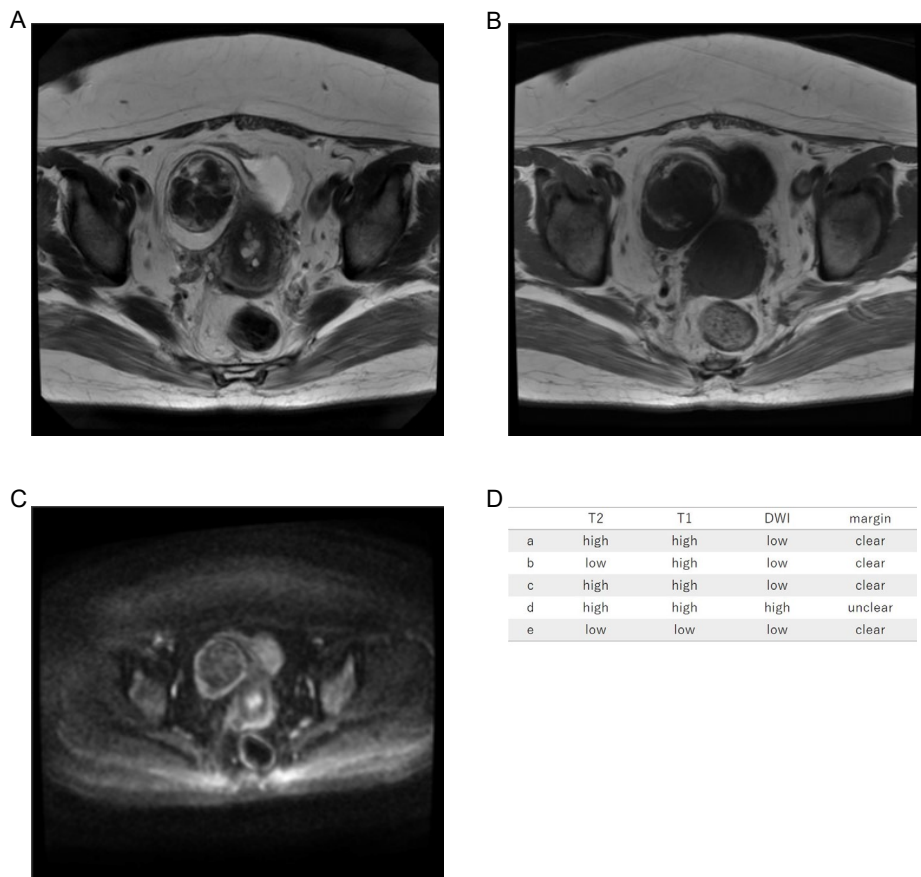 A
B
C
D
T2 T1 DWI margin
a high high low clear
b low high low clear
c high high low clear
d high high high unclear
e low low low clear